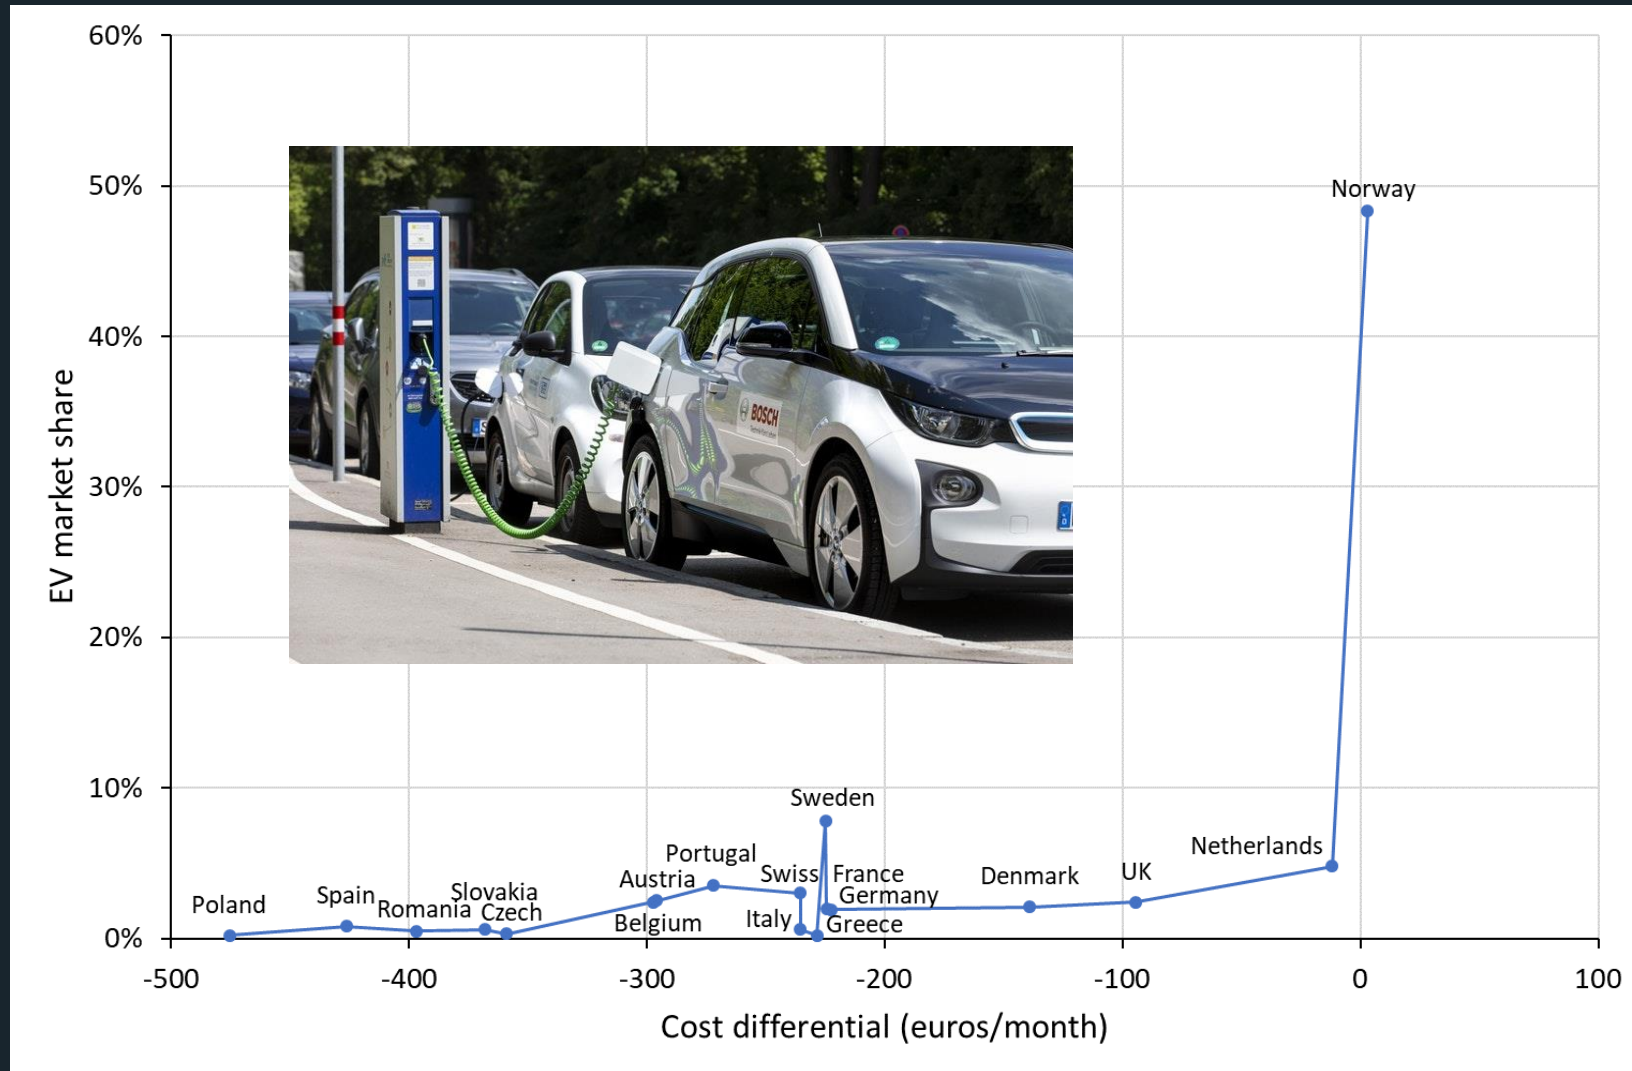 60%
50%
40%
30%
20%
10%
0%
EV market share
BOSCH
Norway
Sweden
Netherlands
Portugal
Swiss
France
Denmark
UK
Austria
Germany
Poland
Spain
Slovakia
Romania
Czech
Belgium
Italy
Greece
-500
-400
-300
-200
-100
0
100
Cost differential (euros/month)